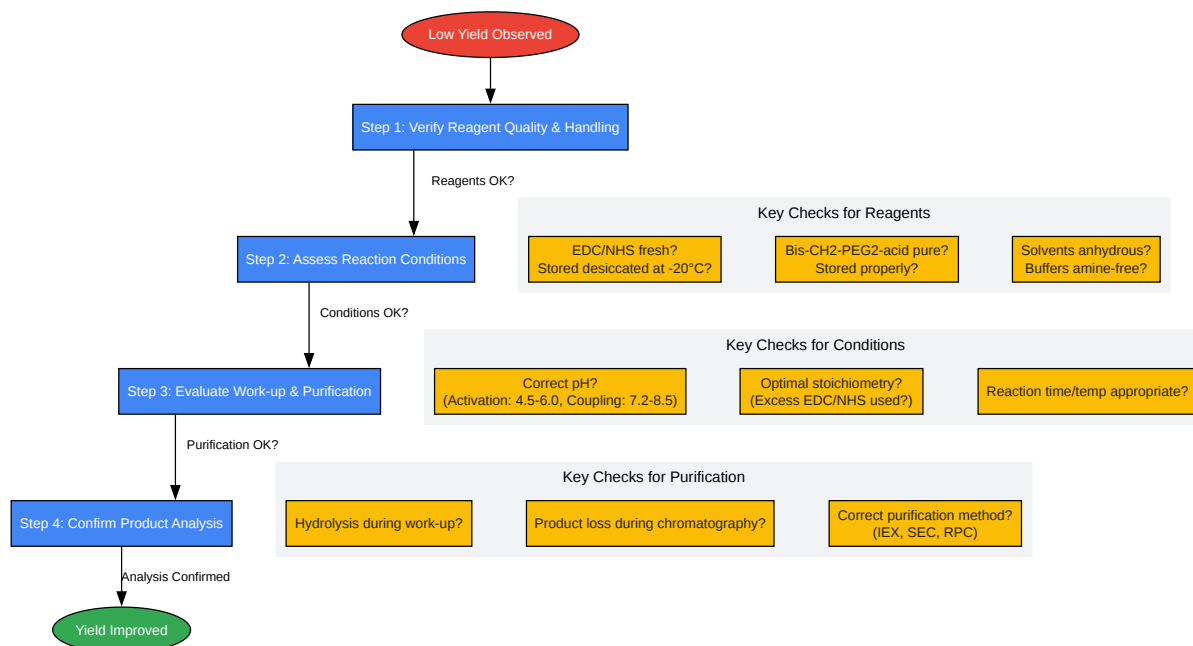 Low Yield Observed
Step 1: Verify Reagent Quality & Handling
Reagents OK?
Key Checks for Reagents
EDC/NHS fresh?
Stored desiccated at -20°C?
Bis-CH2-PEG2-acid pure?
Stored properly?
Solvents anhydrous?
Buffers amine-free?
Step 2: Assess Reaction Conditions
Conditions OK?
Key Checks for Conditions
Correct pH?
(Activation: 4.5-6.0, Coupling: 7.2-8.5)
Optimal stoichiometry?
(Excess EDC/NHS used?)
Reaction time/temp appropriate?
Step 3: Evaluate Work-up & Purification
Purification OK?
Key Checks for Purification
Hydrolysis during work-up?
Product loss during chromatography?
Correct purification method?
(IEX, SEC, RPC)
Step 4: Confirm Product Analysis
Analysis Confirmed
Yield Improved